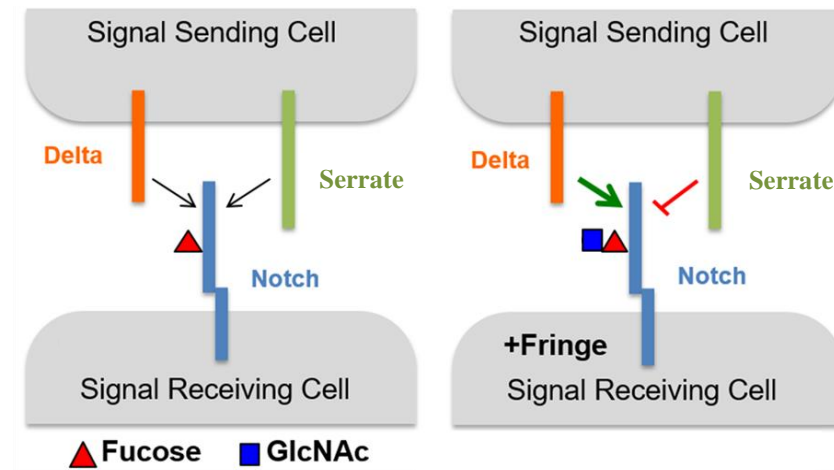 Signal Sending Cell
Delta
Serrate
Notch
Signal Receiving Cell
Fucose
GlcNAc
Signal Sending Cell
Delta
Serrate
Notch
+Fringe
Signal Receiving Cell